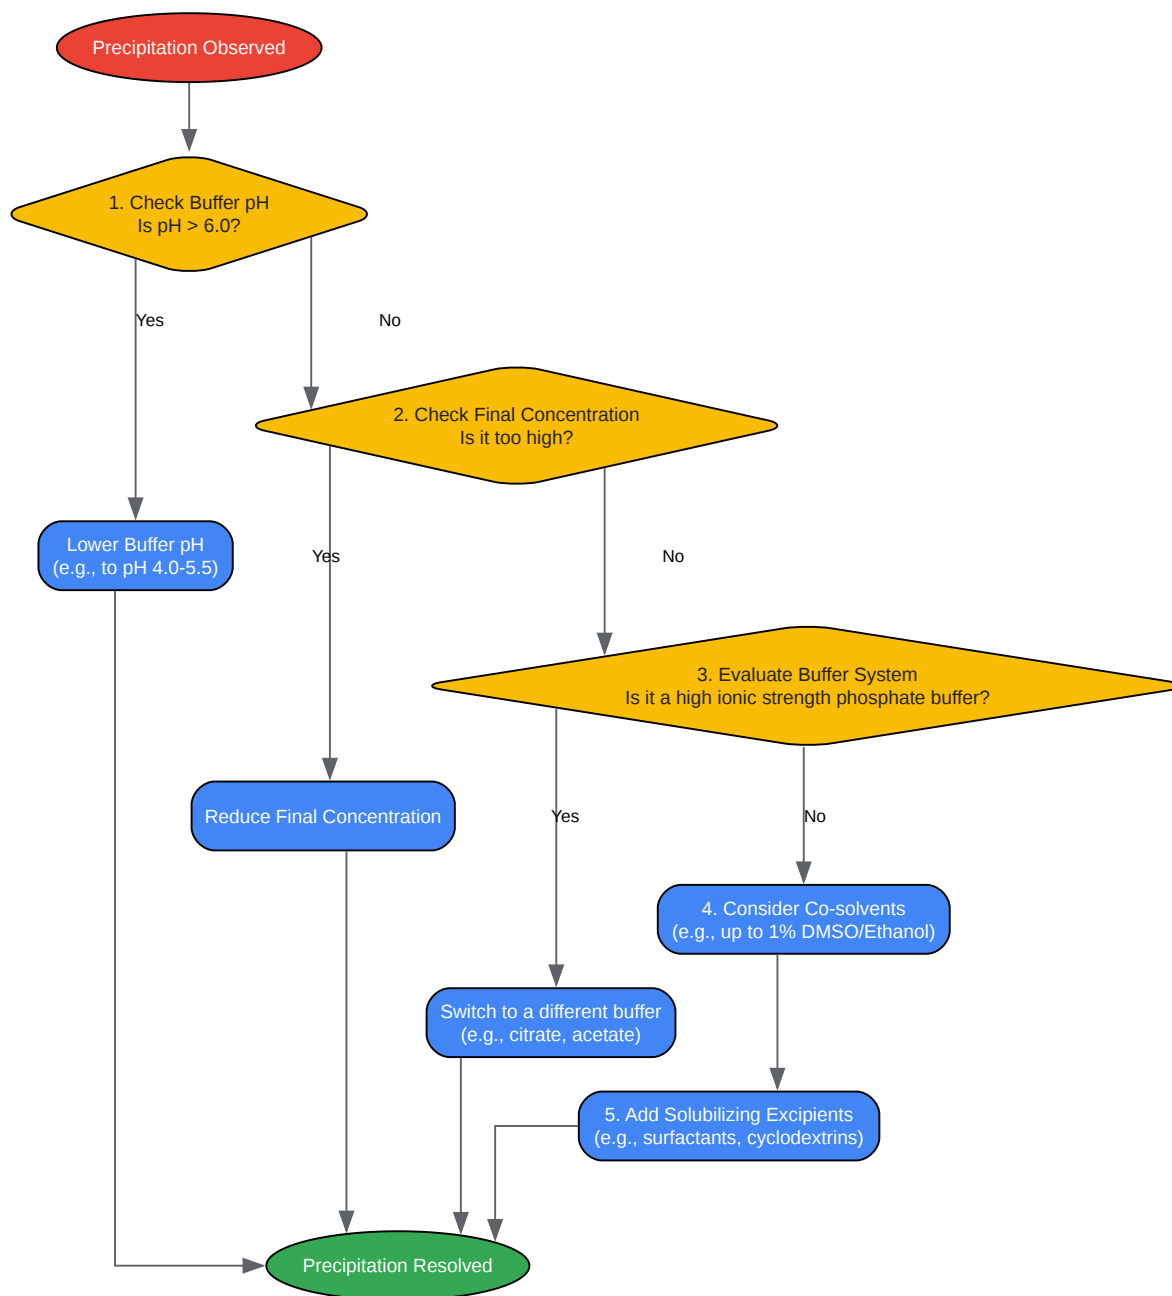 Precipitation Observed
1. Check Buffer pH
Is pH > 6.0?
Yes
No
2. Check Final Concentration
Is it too high?
Lower Buffer pH
(e.g., to pH 4.0-5.5)
Yes
No
3. Evaluate Buffer System
Is it a high ionic strength phosphate buffer?
Reduce Final Concentration
Yes
No
4. Consider Co-solvents
(e.g., up to 1% DMSO/Ethanol)
Switch to a different buffer
(e.g., citrate, acetate)
5. Add Solubilizing Excipients
(e.g., surfactants, cyclodextrins)
Precipitation Resolved